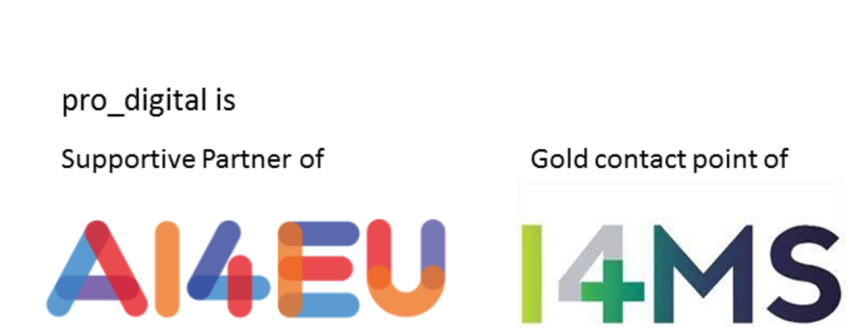 pro_digital is
Supportive Partner of
Gold contact point of
AI4EU
I4MS